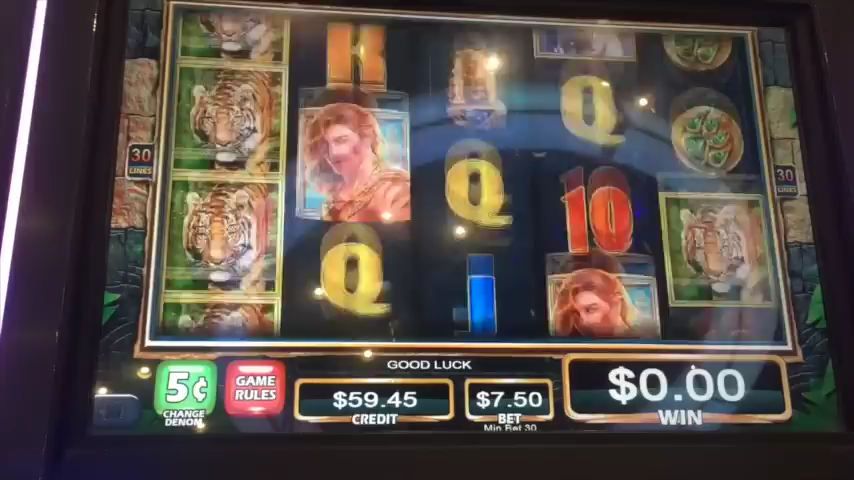 K
Q
Q
10
Q
J
30
LINES
30
LINES
GOOD LUCK
5¢
CHANGE
DENOM
GAME
RULES
$59.45
CREDIT
$7.50
BET
Min Bet 30
$0.00
WIN